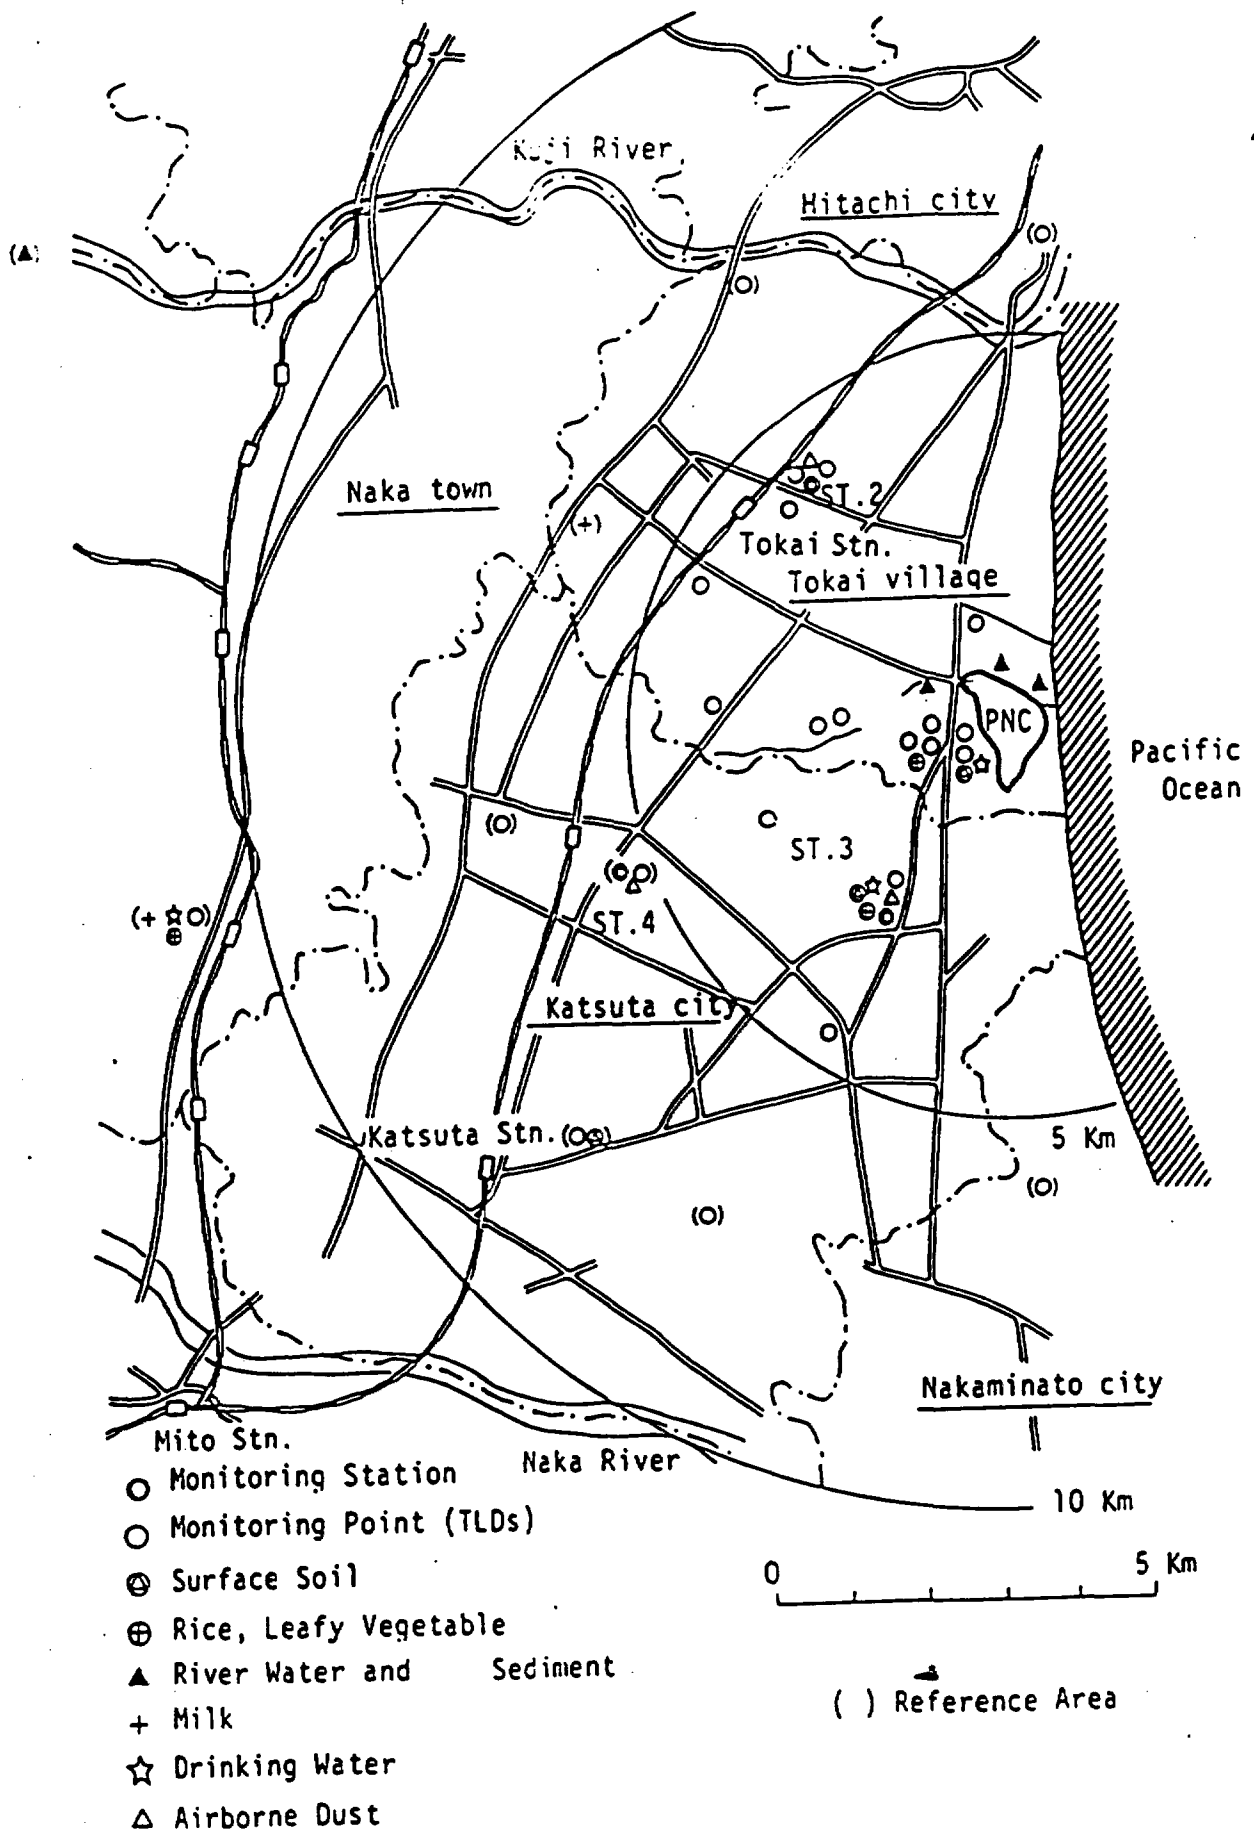 Kuji River
Hitachi city
Naka town
ST.2
Tokai Stn.
Tokai village
PNC
Pacific
Ocean
ST.3
ST.4
Katsuta city
Katsuta Stn.
5 Km
Nakaminato city
Mito Stn.
Naka River
10 Km
Monitoring Station
Monitoring Point (TLDs)
Surface Soil
Rice, Leafy Vegetable
River Water and Sediment
+ Milk
Drinking Water
Airborne Dust
0 5 Km
( ) Reference Area